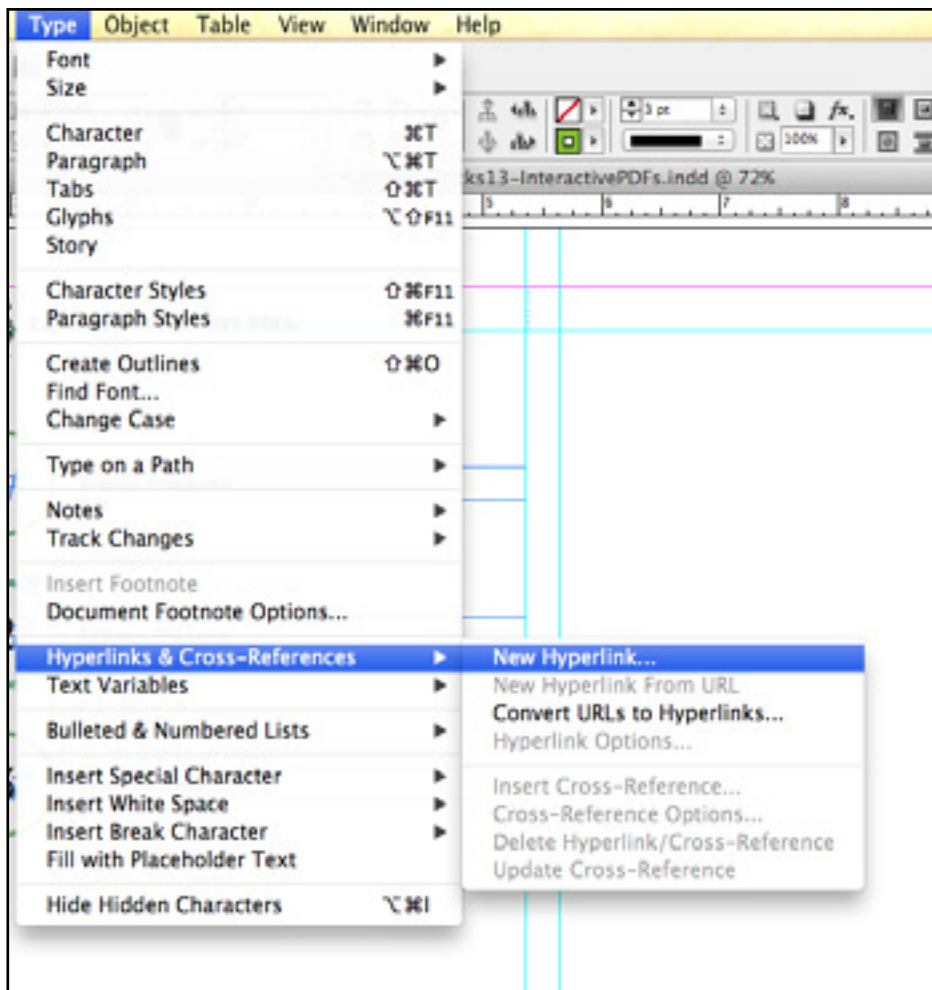 Type Object Table View Window Help
Font
Size
3 pt
100%
Character ⌘T
Paragraph ⌥⌘T
Tabs ⇧⌘T
Glyphs ⌥⇧F11
Story
ks13-InteractivePDFs.indd @ 72%
5 6 7 8
Character Styles ⇧⌘F11
Paragraph Styles ⌘F11
Create Outlines ⇧⌘O
Find Font...
Change Case
Type on a Path
Notes
Track Changes
Insert Footnote
Document Footnote Options...
Hyperlinks & Cross-References
Text Variables
Bulleted & Numbered Lists
Insert Special Character
Insert White Space
Insert Break Character
Fill with Placeholder Text
Hide Hidden Characters ⌥⌘I
New Hyperlink...
New Hyperlink From URL
Convert URLs to Hyperlinks...
Hyperlink Options...
Insert Cross-Reference...
Cross-Reference Options...
Delete Hyperlink/Cross-Reference
Update Cross-Reference